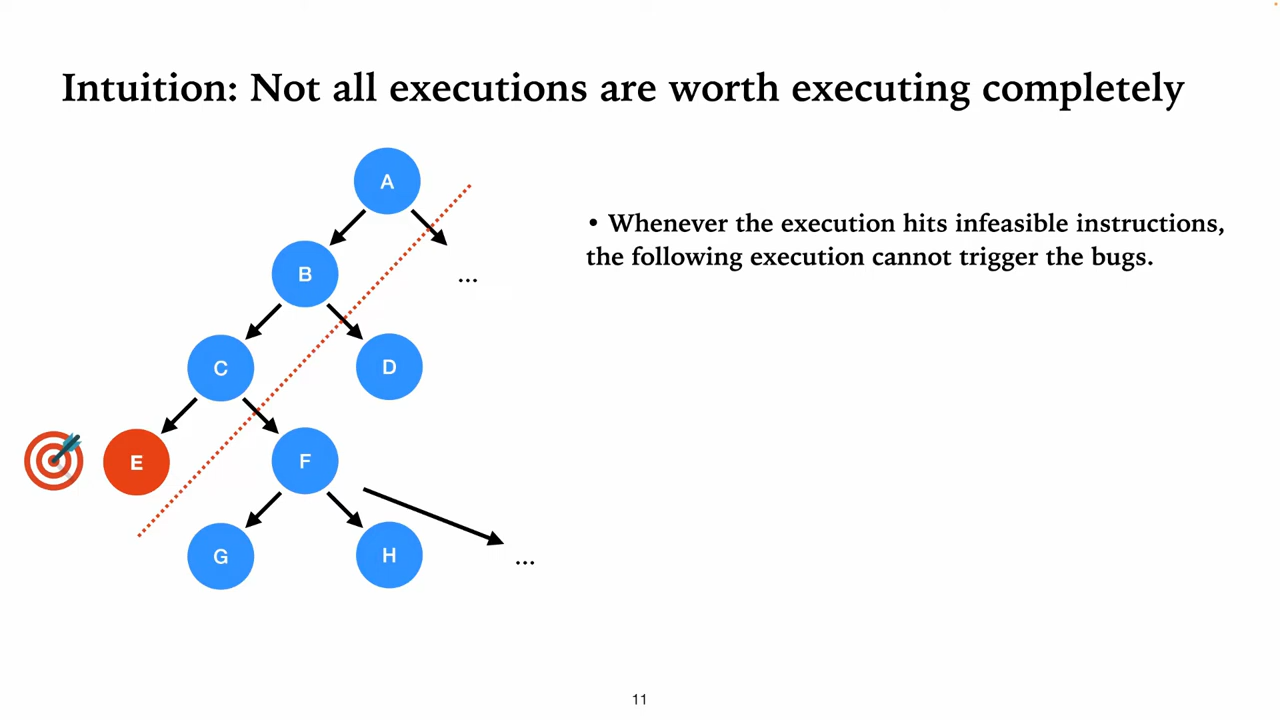 Intuition: Not all executions are worth executing completely
A
• Whenever the execution hits infeasible instructions,
the following execution cannot trigger the bugs.
B
...
C
D
E
F
G
H
...
11